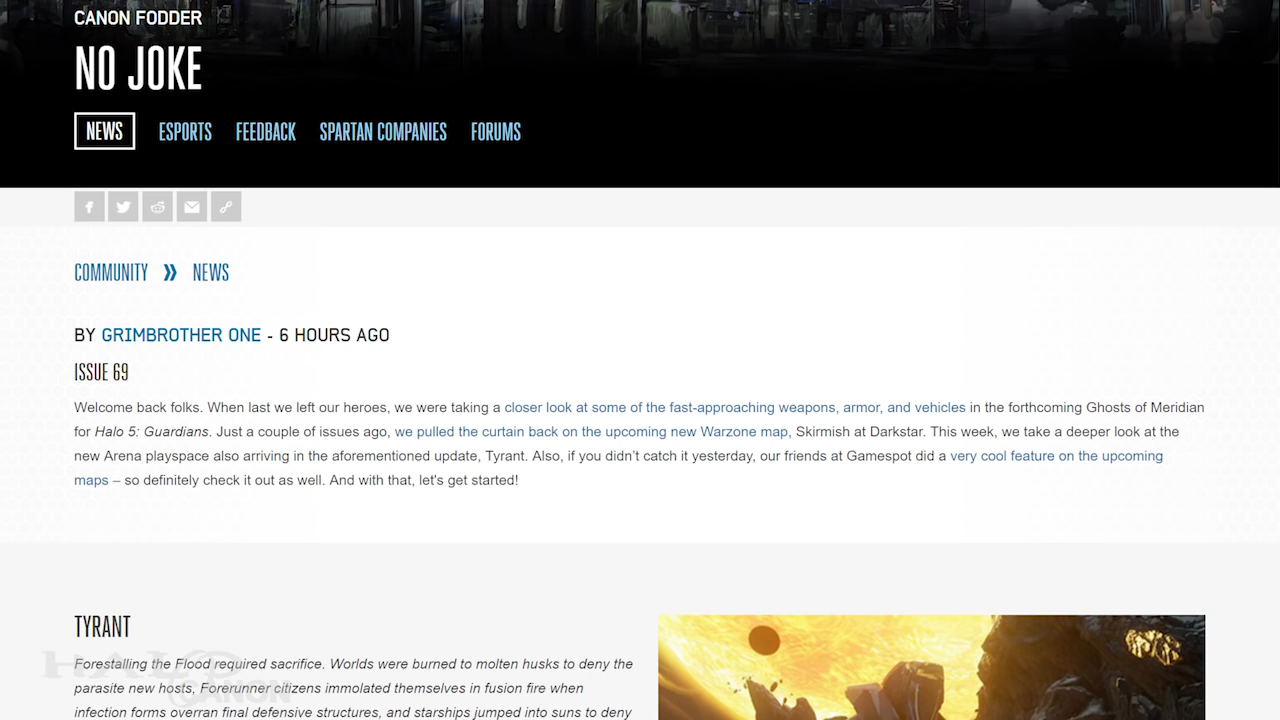 CANON FODDER
NO JOKE
NEWS ESPORTS FEEDBACK SPARTAN COMPANIES FORUMS
COMMUNITY » NEWS
BY GRIMBROTHER ONE - 6 HOURS AGO
ISSUE 69
Welcome back folks. When last we left our heroes, we were taking a closer look at some of the fast-approaching weapons, armor, and vehicles in the forthcoming Ghosts of Meridian
for Halo 5: Guardians. Just a couple of issues ago, we pulled the curtain back on the upcoming new Warzone map, Skirmish at Darkstar. This week, we take a deeper look at the
new Arena playspace also arriving in the aforementioned update, Tyrant. Also, if you didn’t catch it yesterday, our friends at Gamespot did a very cool feature on the upcoming
maps – so definitely check it out as well. And with that, let's get started!
TYRANT
Forestalling the Flood required sacrifice. Worlds were burned to molten husks to deny the
parasite new hosts, Forerunner citizens immolated themselves in fusion fire when
infection forms overran final defensive structures, and starships jumped into suns to deny
HALO
CANON